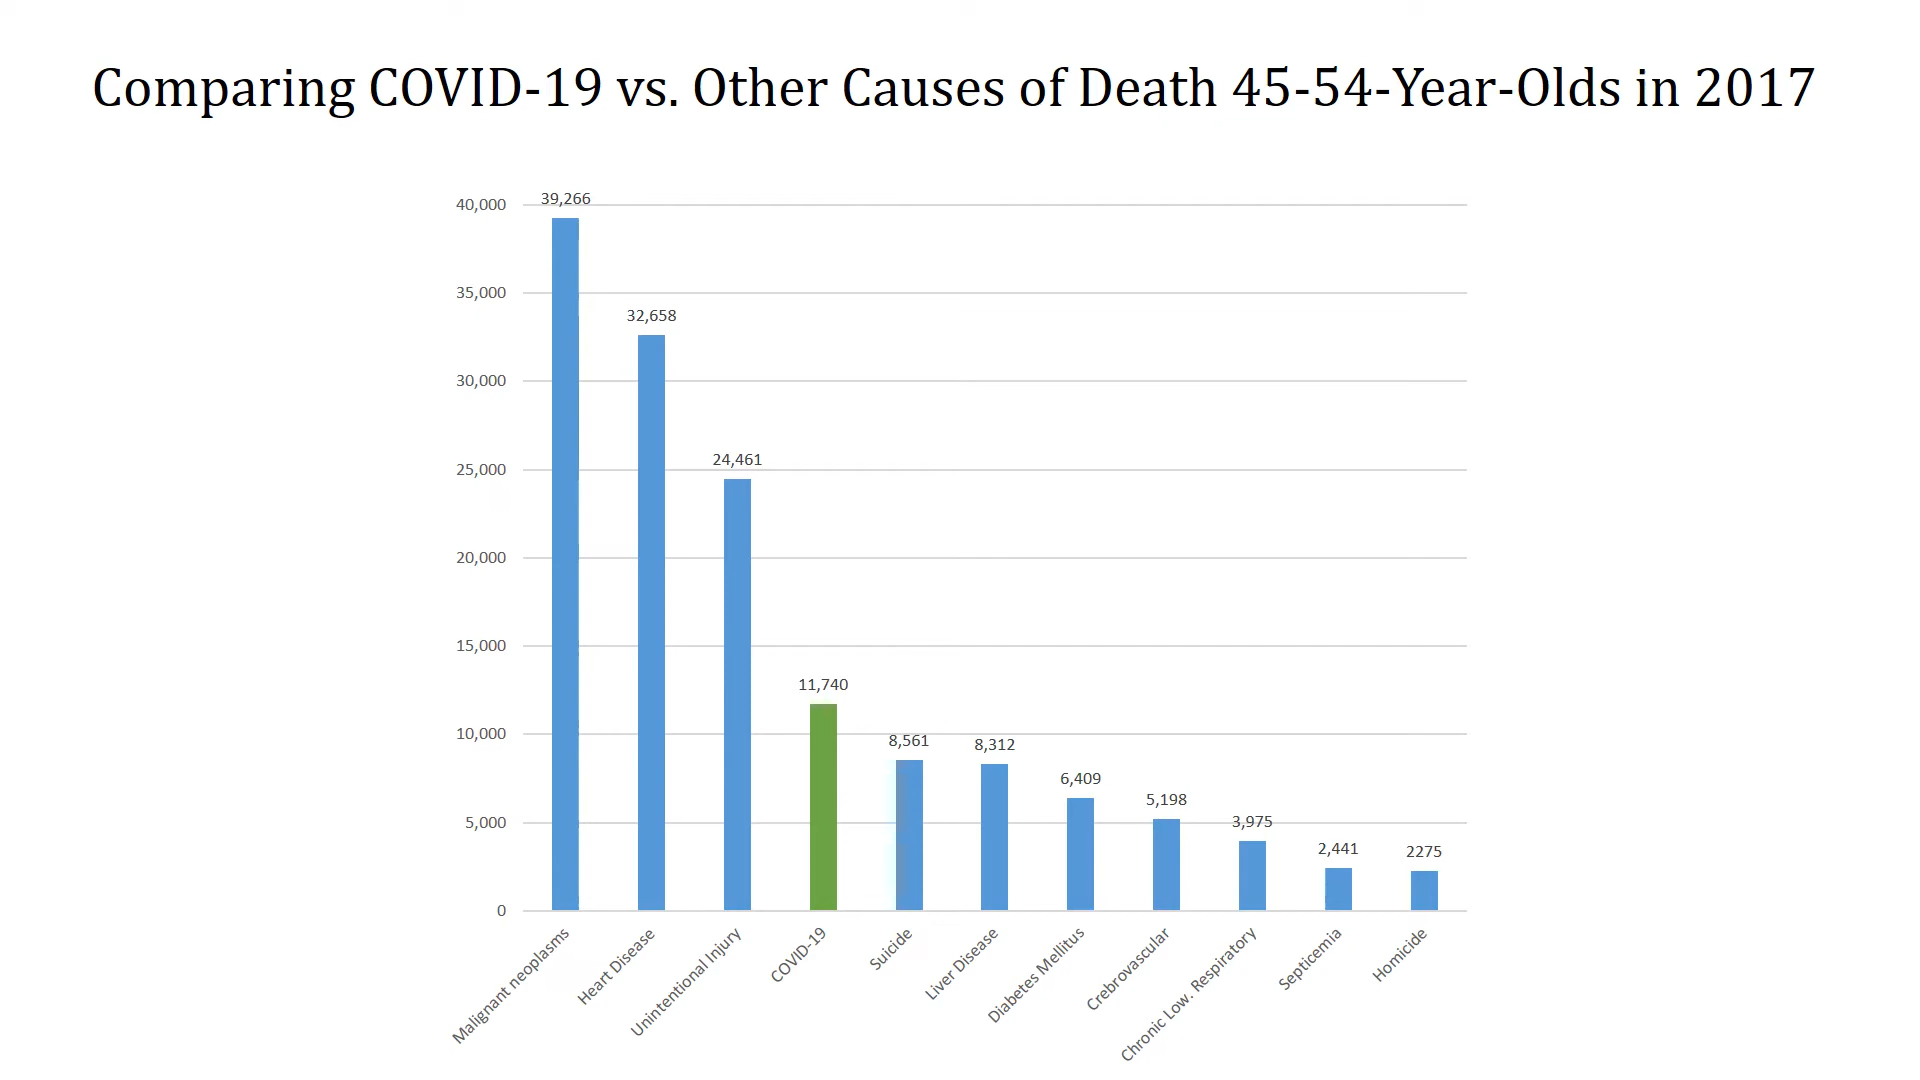 Comparing COVID-19 vs. Other Causes of Death 45-54-Year-Olds in 2017
40,000
35,000
30,000
25,000
20,000
15,000
10,000
5,000
0
39,266
32,658
24,461
11,740
8,561
8,312
6,409
5,198
3,975
2,441
2275
Malignant neoplasms
Heart Disease
Unintentional Injury
COVID-19
Suicide
Liver Disease
Diabetes Mellitus
Crebrovascular
Chronic Low. Respiratory
Septicemia
Homicide